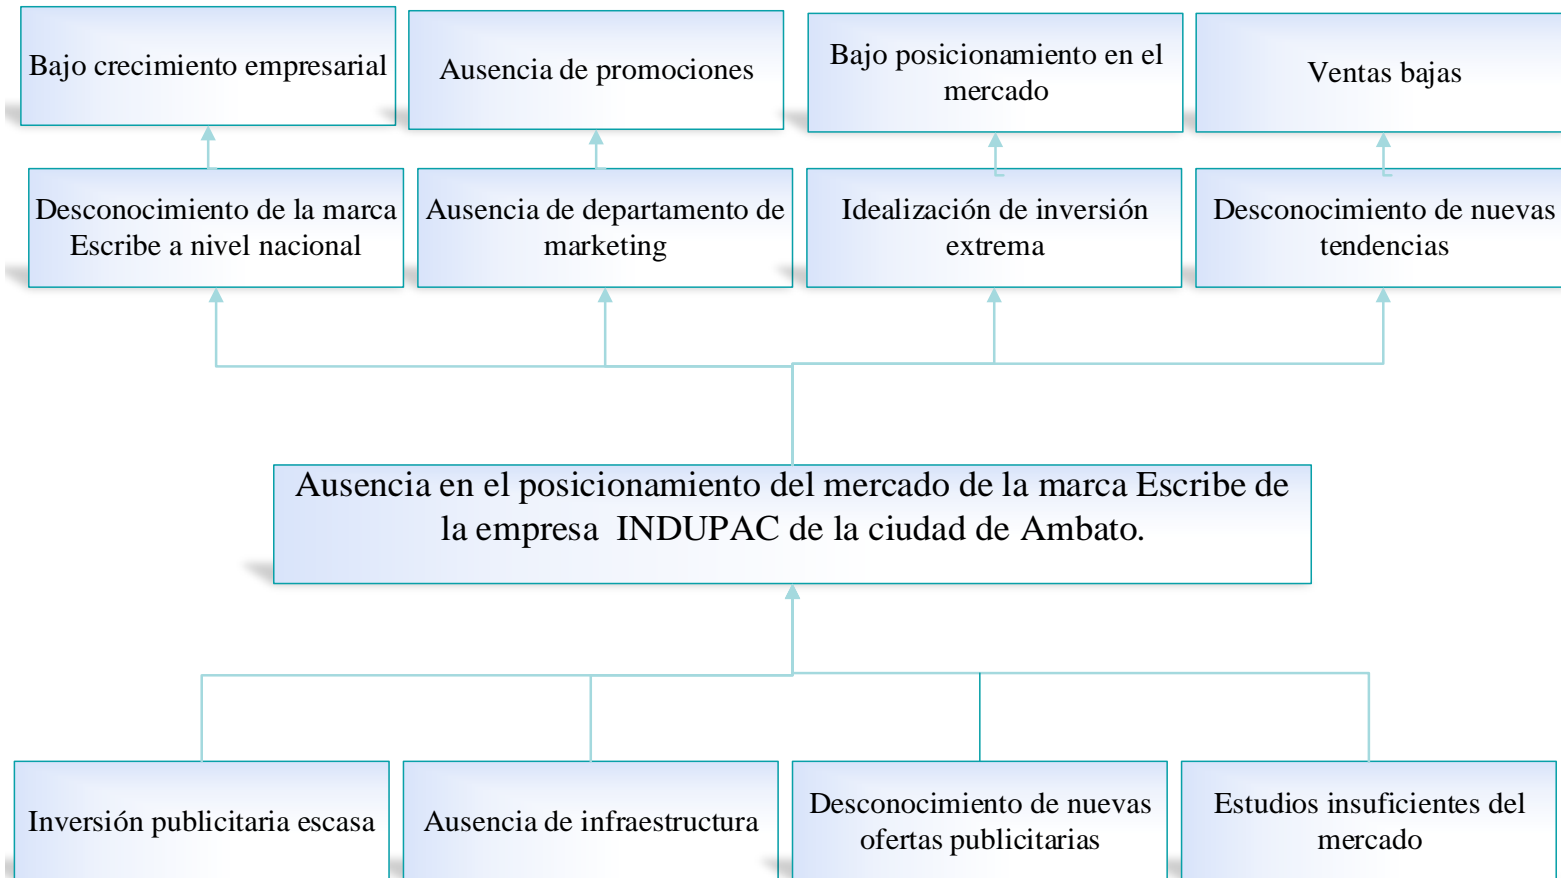 Bajo crecimiento empresarial
Ausencia de promociones
Bajo posicionamiento en el
mercado
Ventas bajas
Desconocimiento de la marca
Escribe a nivel nacional
Ausencia de departamento de
marketing
Idealización de inversión
extrema
Desconocimiento de nuevas
tendencias
Ausencia en el posicionamiento del mercado de la marca Escribe de
la empresa INDUPAC de la ciudad de Ambato.
Inversión publicitaria escasa
Ausencia de infraestructura
Desconocimiento de nuevas
ofertas publicitarias
Estudios insuficientes del
mercado